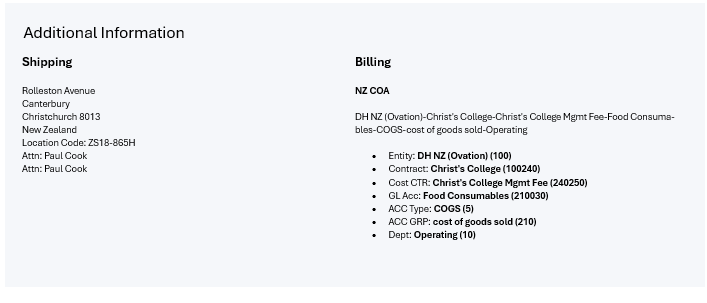 Additional Information
Shipping
Rolleston Avenue
Canterbury
Christchurch 8013
New Zealand
Location Code: ZS18-865H
Attn: Paul Cook
Attn: Paul Cook
Billing
NZ COA
DH NZ (Ovation)-Christ's College-Christ's College Mgmt Fee-Food Consuma-
bles-COGS-cost of goods sold-Operating
• Entity: DH NZ (Ovation) (100)
• Contract: Christ's College (100240)
• Cost CTR: Christ's College Mgmt Fee (240250)
• GL Acc: Food Consumables (210030)
• ACC Type: COGS (5)
• ACC GRP: cost of goods sold (210)
• Dept: Operating (10)